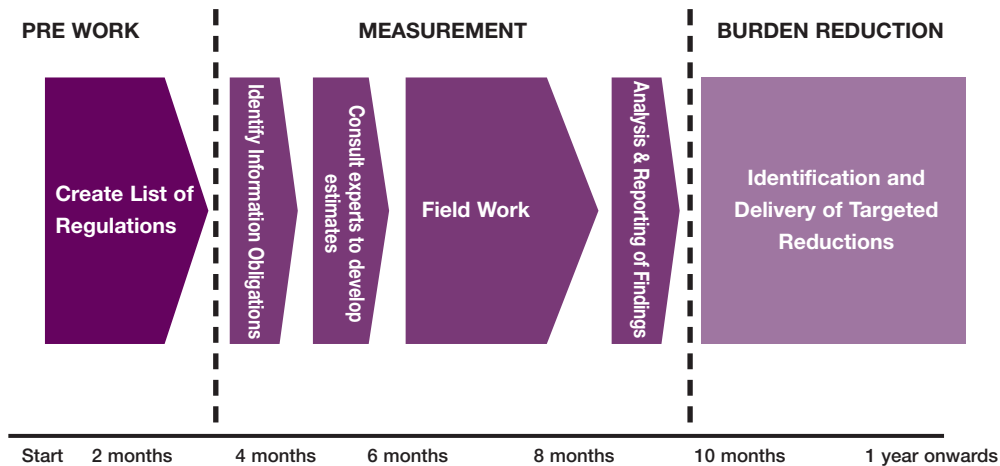 PRE WORK
MEASUREMENT
BURDEN REDUCTION
Create List of
Regulations
Identify Information Obligations
Consult experts to develop
estimates
Field Work
Analysis & Reporting of Findings
Identification and
Delivery of Targeted
Reductions
Start 2 months 4 months 6 months 8 months 10 months 1 year onwards